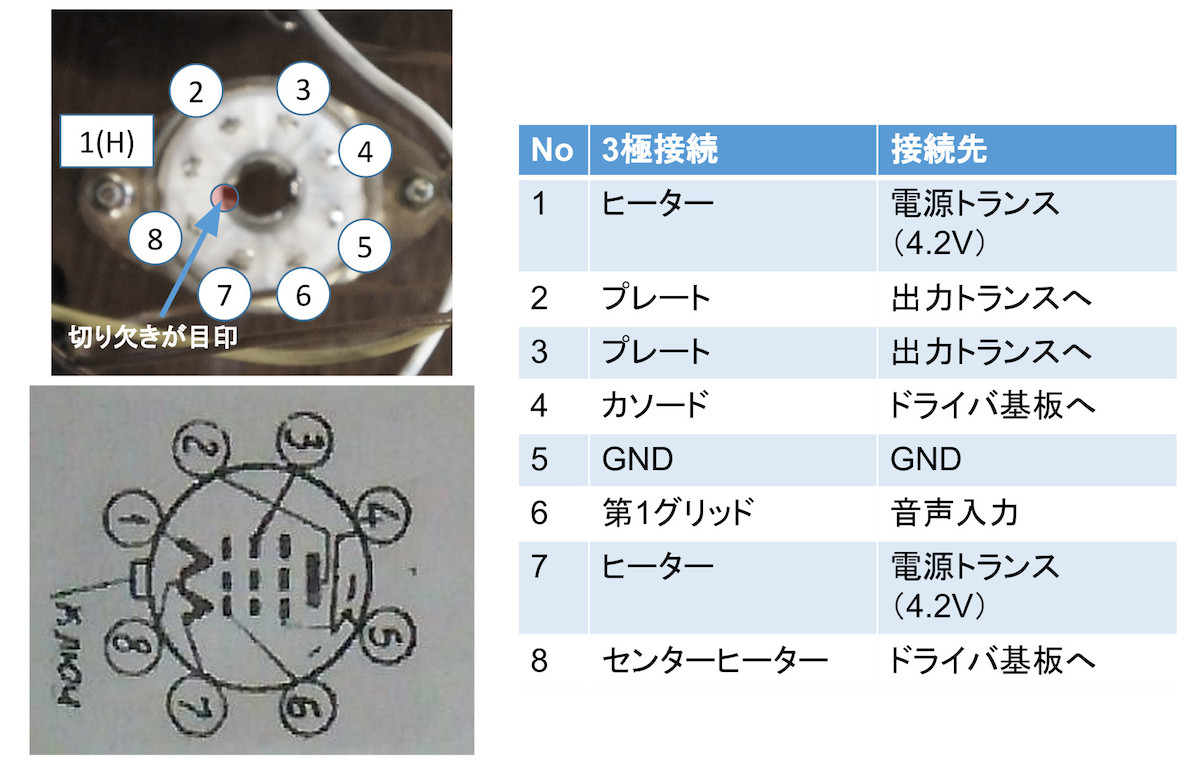 2
3
1(H)
4
8
5
7
6
切り欠きが目印
2
3
1
4
8
5
7
6
No 3極接続 接続先
1 ヒーター 電源トランス
（4.2V）
2 プレート 出力トランスへ
3 プレート 出力トランスへ
4 カソード ドライバ基板へ
5 GND GND
6 第1グリッド 音声入力
7 ヒーター 電源トランス
（4.2V）
8 センターヒーター ドライバ基板へ